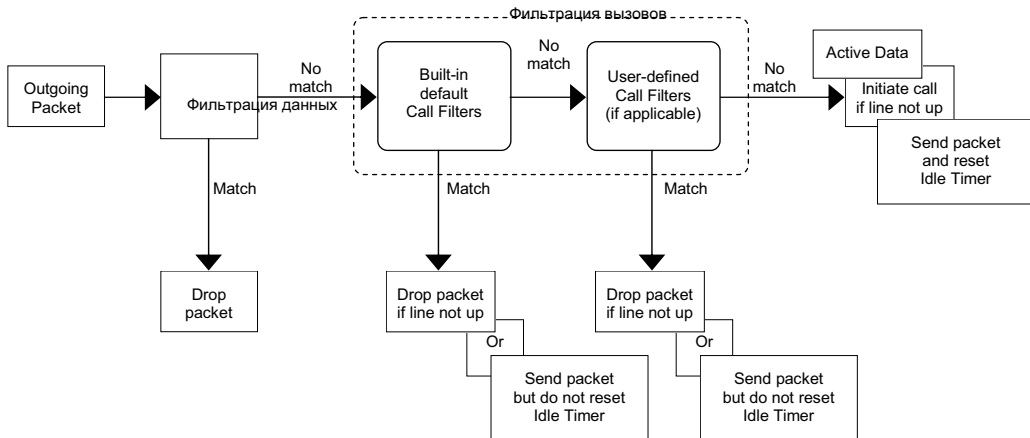 Фильтрация вызовов
Outgoing
Packet
Фильтрация данных
No
match
Built-in
default
Call Filters
No
match
User-defined
Call Filters
(if applicable)
No
match
Active Data
Initiate call
if line not up
Send packet
and reset
Idle Timer
Match
Match
Match
Drop
packet
Drop packet
if line not up
Or
Send packet
but do not reset
Idle Timer
Drop packet
if line not up
Or
Send packet
but do not reset
Idle Timer